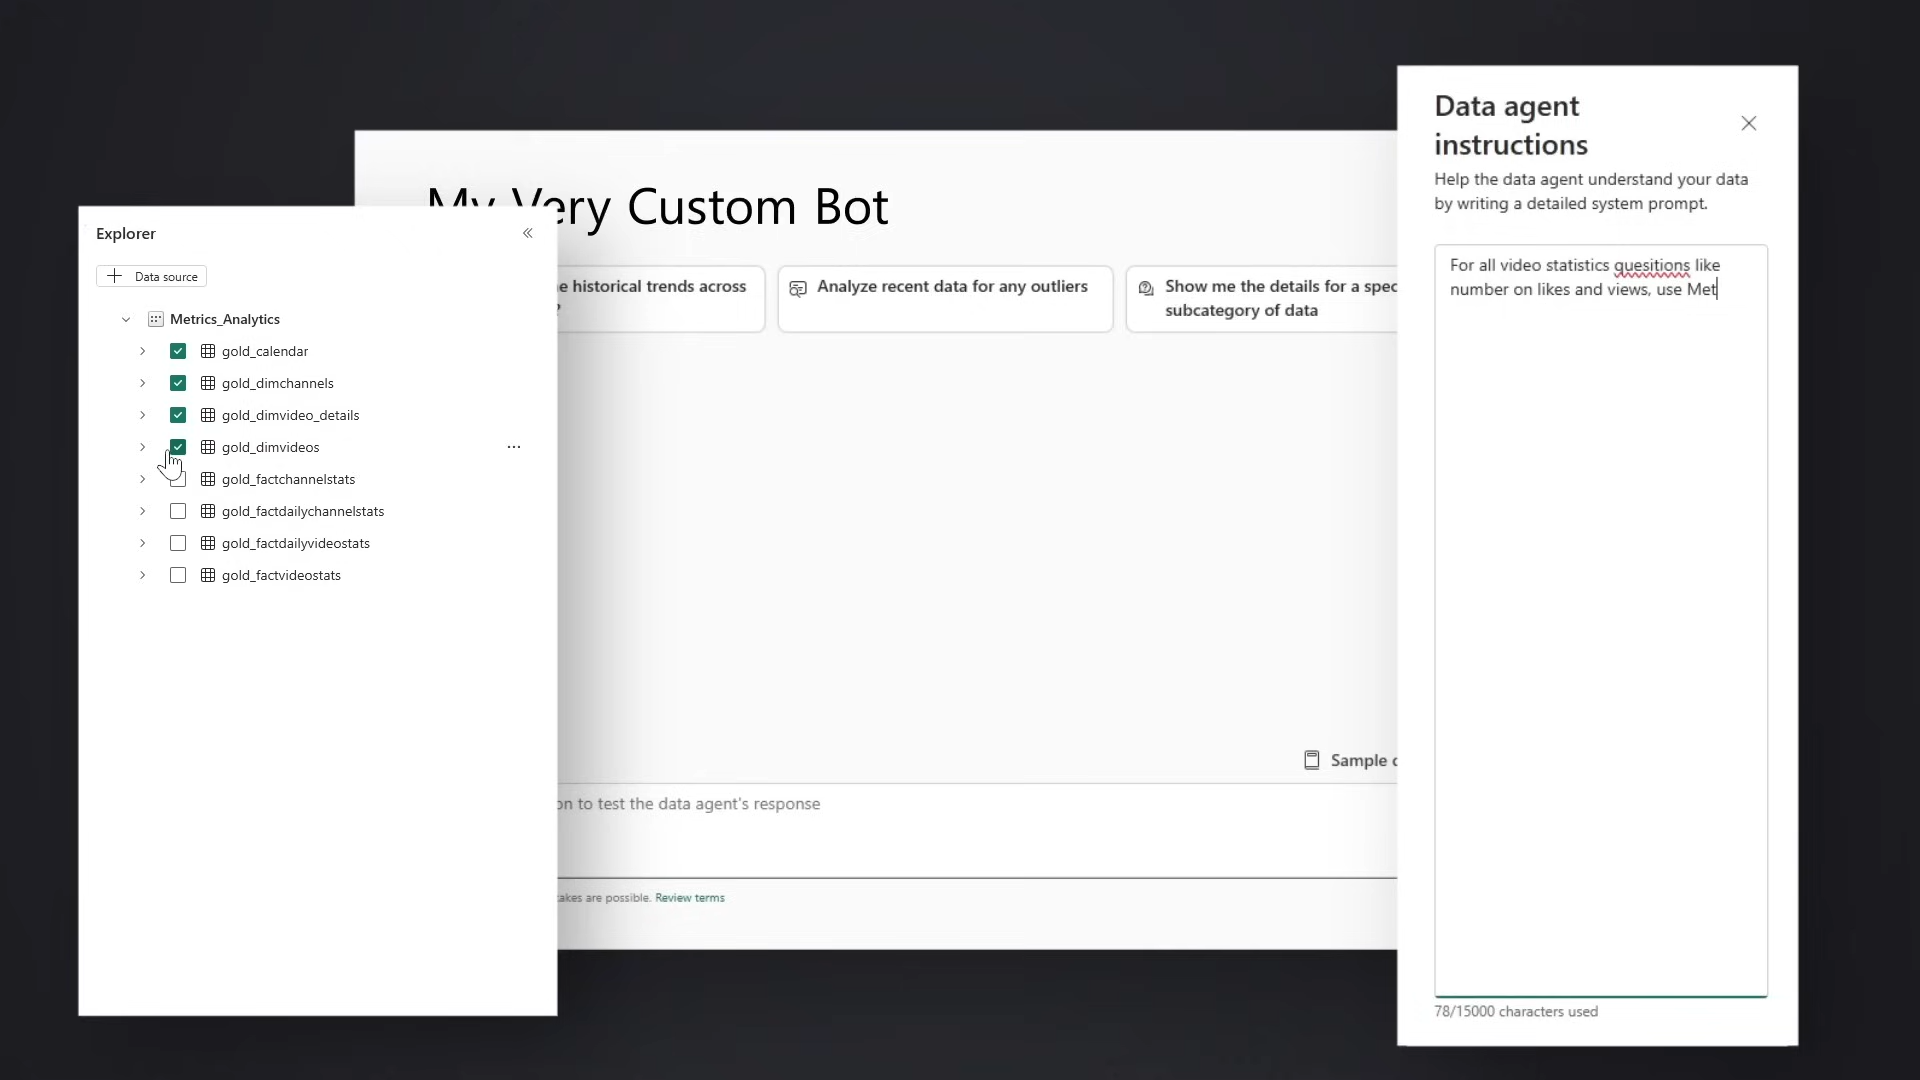 My Very Custom Bot
Explorer
Data source
Metrics_Analytics
gold_calendar
gold_dimchannels
gold_dimvideo_details
gold_dimvideos
gold_factchannelstats
gold_factdailychannelstats
gold_factdailyvideostats
gold_factvideostats
historical trends across
?
Analyze recent data for any outliers
Show me the details for a
subcategory of data
Sample
to test the data agent's response
are possible. Review terms
Data agent
instructions
Help the data agent understand your data
by writing a detailed system prompt.
For all video statistics quesitions like
number on likes and views, use Met
78/15000 characters used